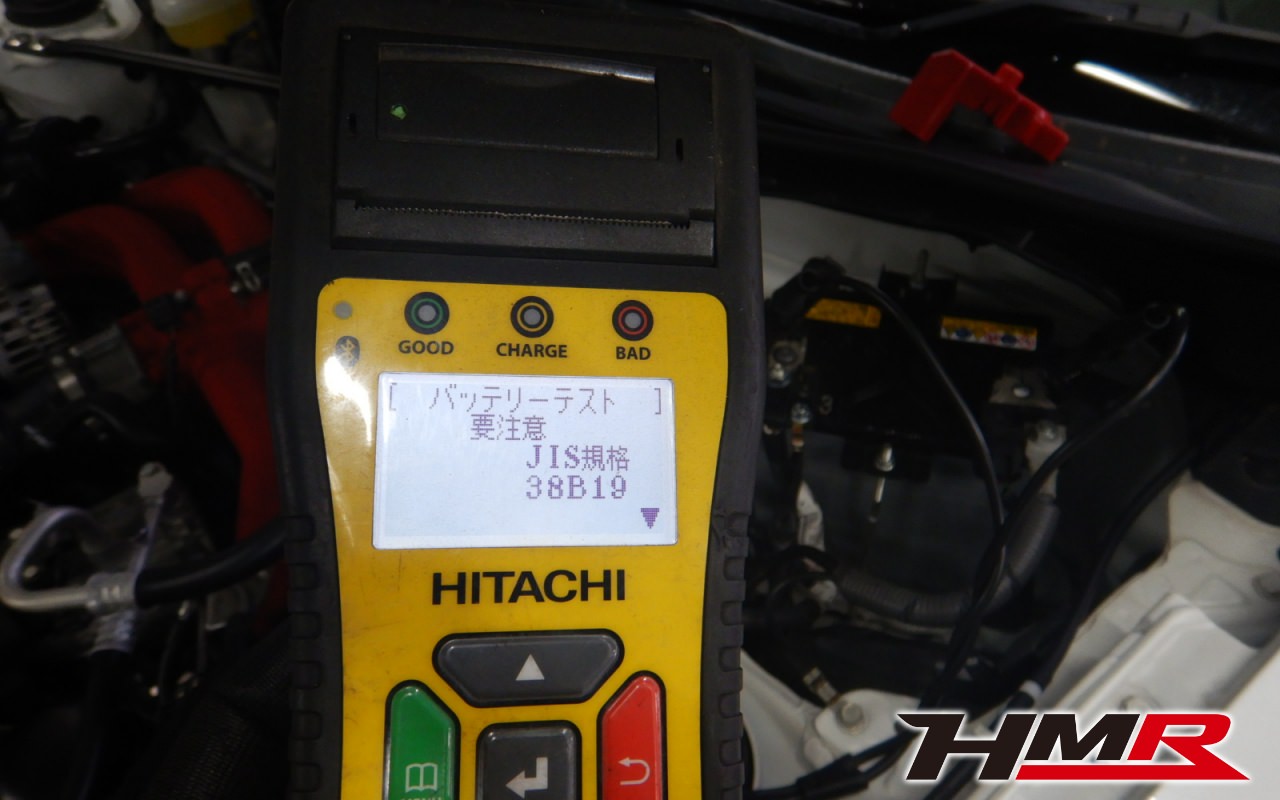 GOOD CHARGE BAD
[ バッテリーテスト ]
要注意
JIS規格
38B19
HITACHI
HMR